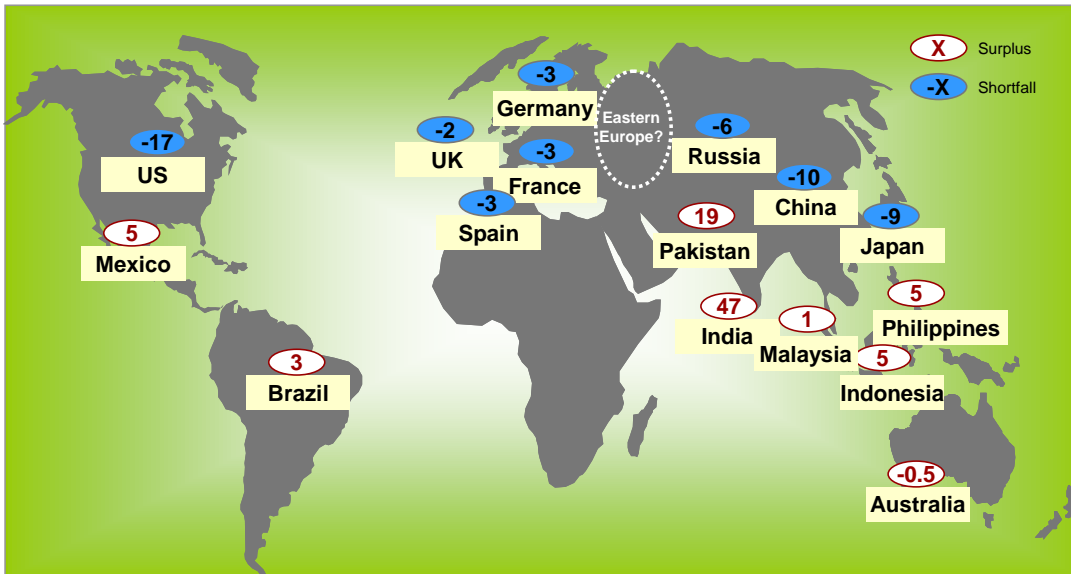 X Surplus
-X Shortfall
-3
Germany
Eastern
Europe?
-2
UK
-3
France
-6
Russia
-17
US
-10
China
-3
Spain
19
Pakistan
-9
Japan
5
Mexico
47
India
1
Malaysia
5
Philippines
5
Indonesia
3
Brazil
-0.5
Australia